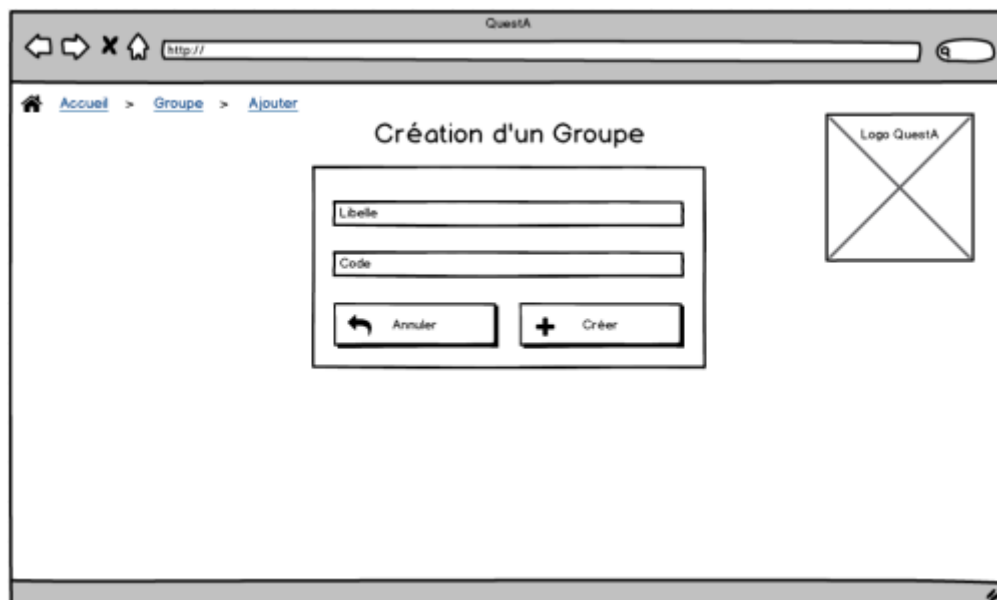 QuestA
http://
Accueil > Groupe > Ajouter
Création d'un Groupe
Logo QuestA
Libelle
Code
Annuler
Créer